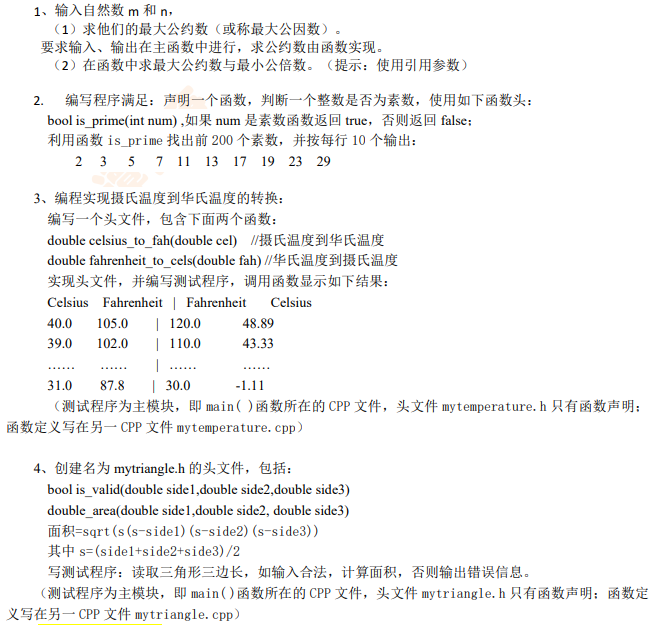 1、输入自然数 m 和 n，
（1）求他们的最大公约数（或称最大公因数）。
要求输入、输出在主函数中进行，求公约数由函数实现。
（2）在函数中求最大公约数与最小公倍数。（提示：使用引用参数）
2. 编写程序满足：声明一个函数，判断一个整数是否为素数，使用如下函数头：
bool is_prime(int num) ,如果 num 是素数函数返回 true，否则返回 false；
利用函数 is_prime 找出前 200 个素数，并按每行 10 个输出：
2 3 5 7 11 13 17 19 23 29
3、编程实现摄氏温度到华氏温度的转换：
编写一个头文件，包含下面两个函数：
double celsius_to_fah(double cel) //摄氏温度到华氏温度
double fahrenheit_to_cels(double fah) //华氏温度到摄氏温度
实现头文件，并编写测试程序，调用函数显示如下结果：
Celsius Fahrenheit | Fahrenheit Celsius
40.0 105.0 | 120.0 48.89
39.0 102.0 | 110.0 43.33
…… …… | …… ……
31.0 87.8 | 30.0 -1.11
（测试程序为主模块，即 main( )函数所在的 CPP 文件，头文件 mytemperature.h 只有函数声明；
函数定义写在另一 CPP 文件 mytemperature.cpp）
4、创建名为 mytriangle.h 的头文件，包括：
bool is_valid(double side1,double side2,double side3)
double_area(double side1,double side2, double side3)
面积=sqrt(s(s-side1)(s-side2)(s-side3))
其中 s=(side1+side2+side3)/2
写测试程序：读取三角形三边长，如输入合法，计算面积，否则输出错误信息。
（测试程序为主模块，即 main()函数所在的 CPP 文件，头文件 mytriangle.h 只有函数声明；函数定
义写在另一 CPP 文件 mytriangle.cpp）